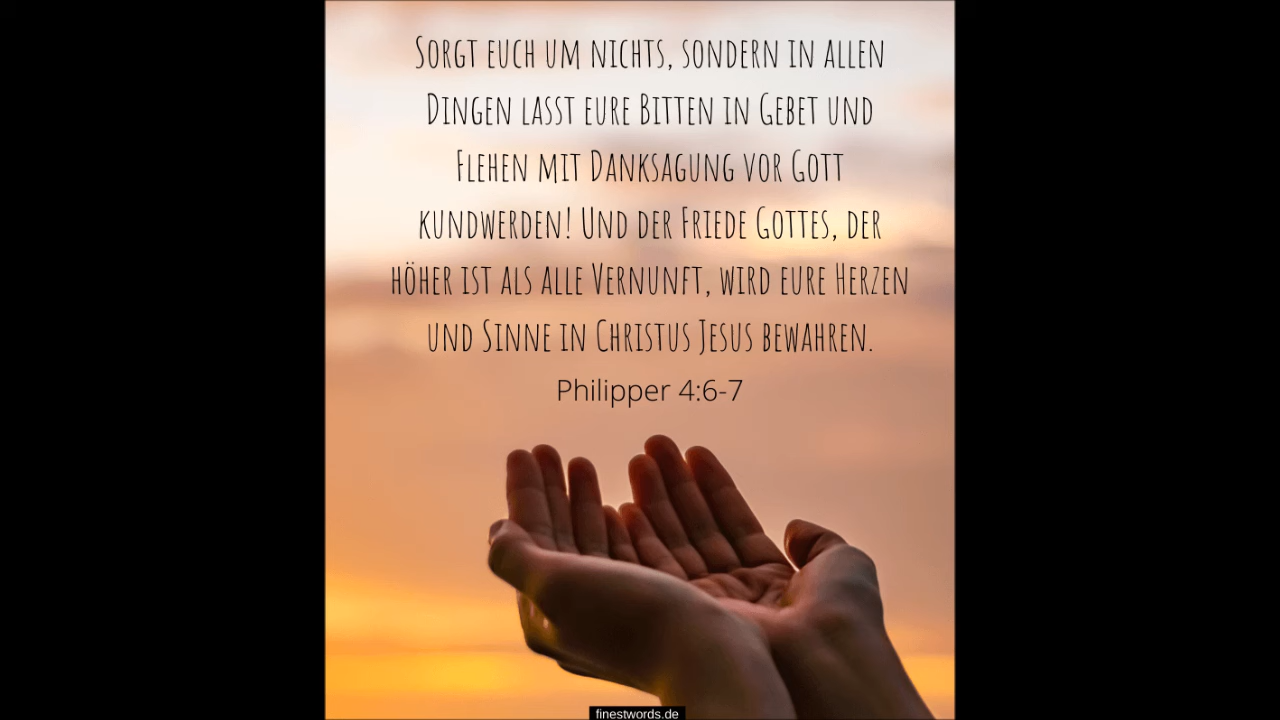 Sorgt euch um nichts, sondern in allen
Dingen lasst eure Bitten in Gebet und
Flehen mit Danksagung vor Gott
kundwerden! Und der Friede Gottes, der
höher ist als alle Vernunft, wird eure Herzen
und Sinne in Christus Jesus bewahren.
Philipper 4:6-7
finestwords.de